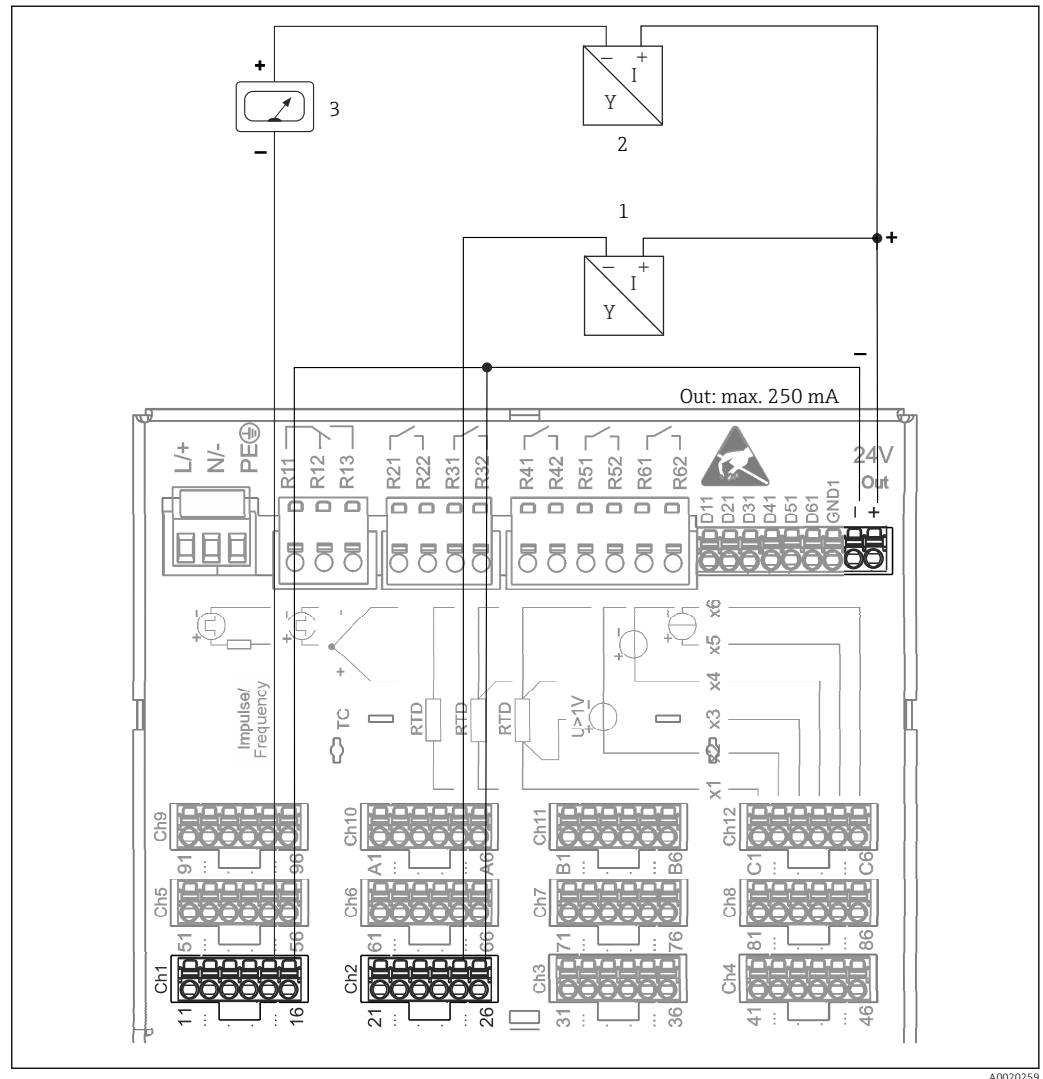 − +
I
+
Y
3
−
2
1
+
− +
I
Y
−
Out: max. 250 mA
L/+
N/-
PE
R11
R12
R13
R21
R22
R31
R32
R41
R42
R51
R52
R61
R62
24V
Out
D11
D21
D31
D41
D51
D61
GND1
− +
Impulse/
Frequency
TC
RTD
RTD
RTD
U>1V
x6
x5
x4
x3
x2
x1
Ch9
91 ... . ... 96
Ch10
A1 ... . ... A6
Ch11
B1 ... . ... B6
Ch12
C1 ... . ... C6
Ch5
51 ... . ... 56
Ch6
61 ... . ... 66
Ch7
71 ... . ... 76
Ch8
81 ... . ... 86
Ch1
11 ... . ... 16
Ch2
21 ... . ... 26
Ch3
31 ... . ... 36
Ch4
41 ... . ... 46
A0020259